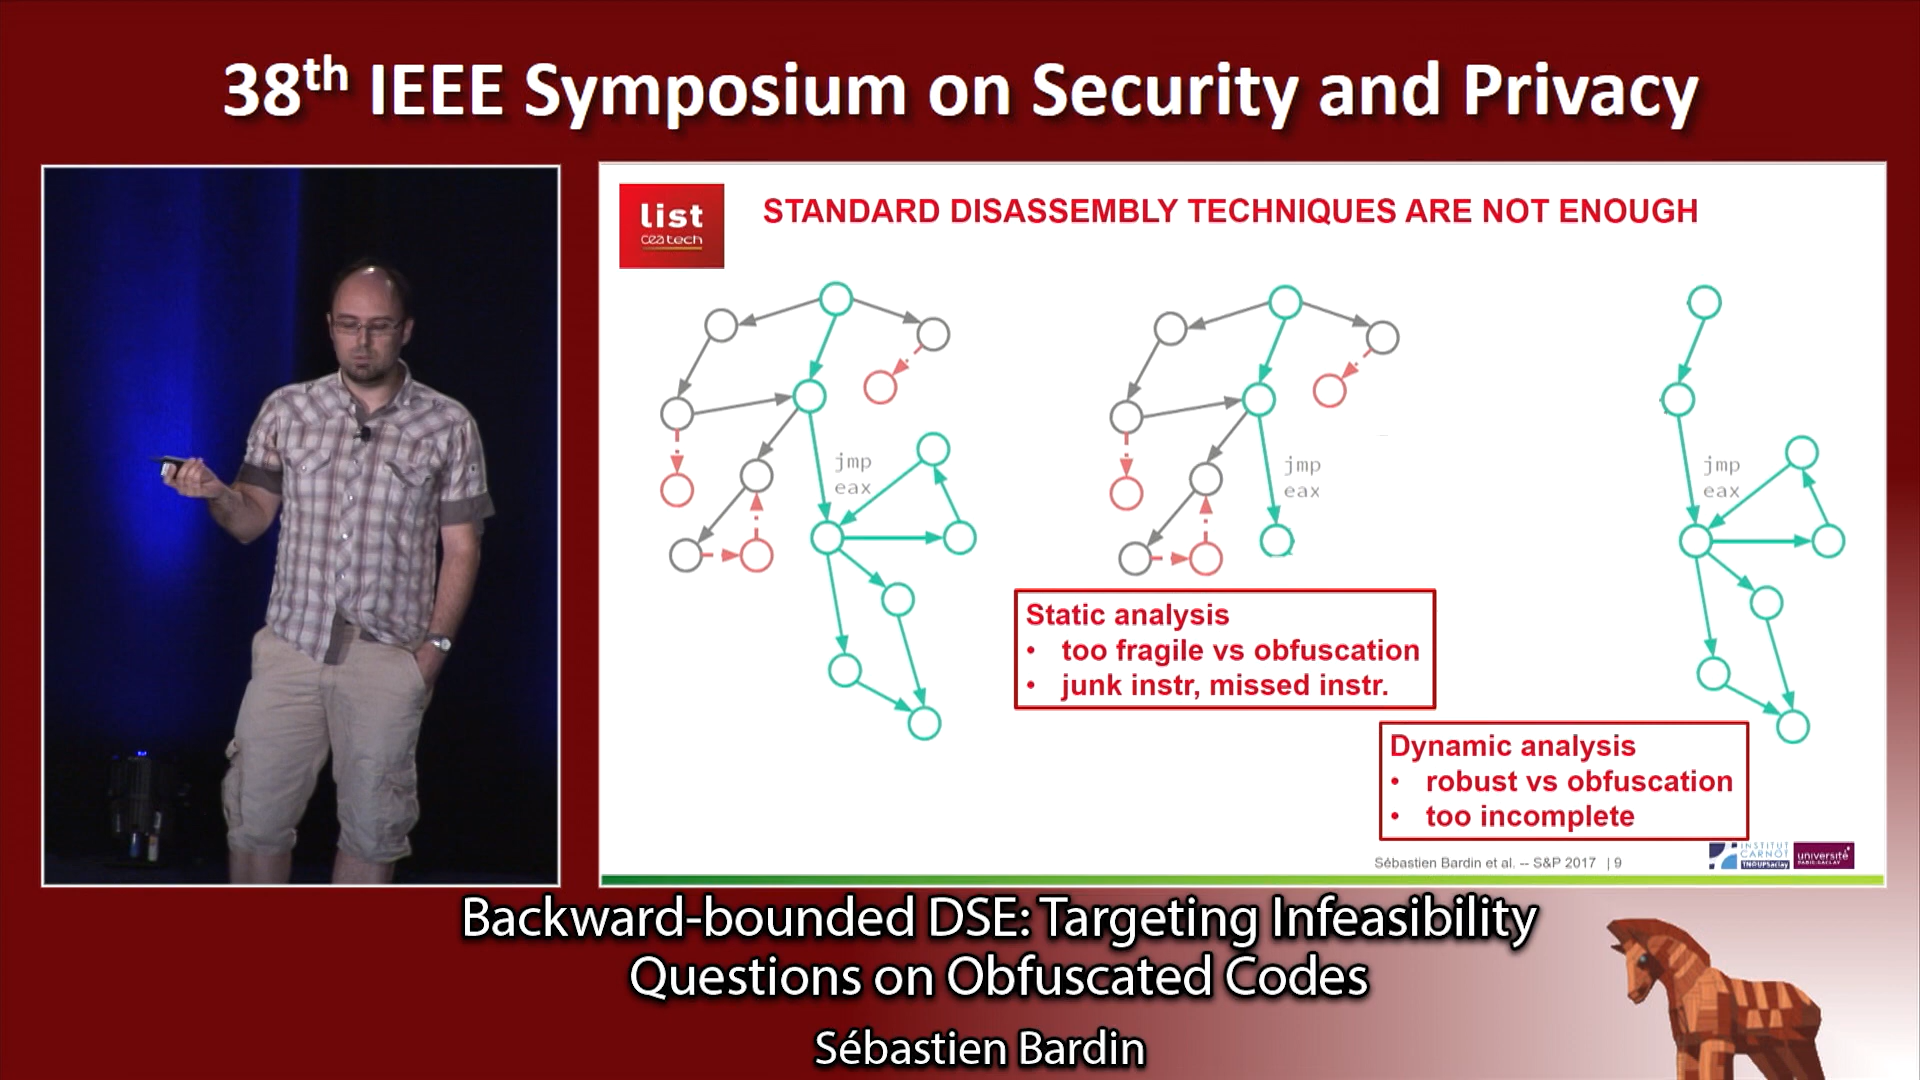 38th IEEE Symposium on Security and Privacy
list
ceatech
STANDARD DISASSEMBLY TECHNIQUES ARE NOT ENOUGH
jmp
eax
jmp
eax
jmp
eax
Static analysis
• too fragile vs obfuscation
• junk instr, missed instr.
Dynamic analysis
• robust vs obfuscation
• too incomplete
Sébastien Bardin et al. -- S&P 2017 | 9
INSTITUT
CARNOT
université
PARIS-SACLAY
Backward-bounded DSE: Targeting Infeasibility
Questions on Obfuscated Codes
Sébastien Bardin